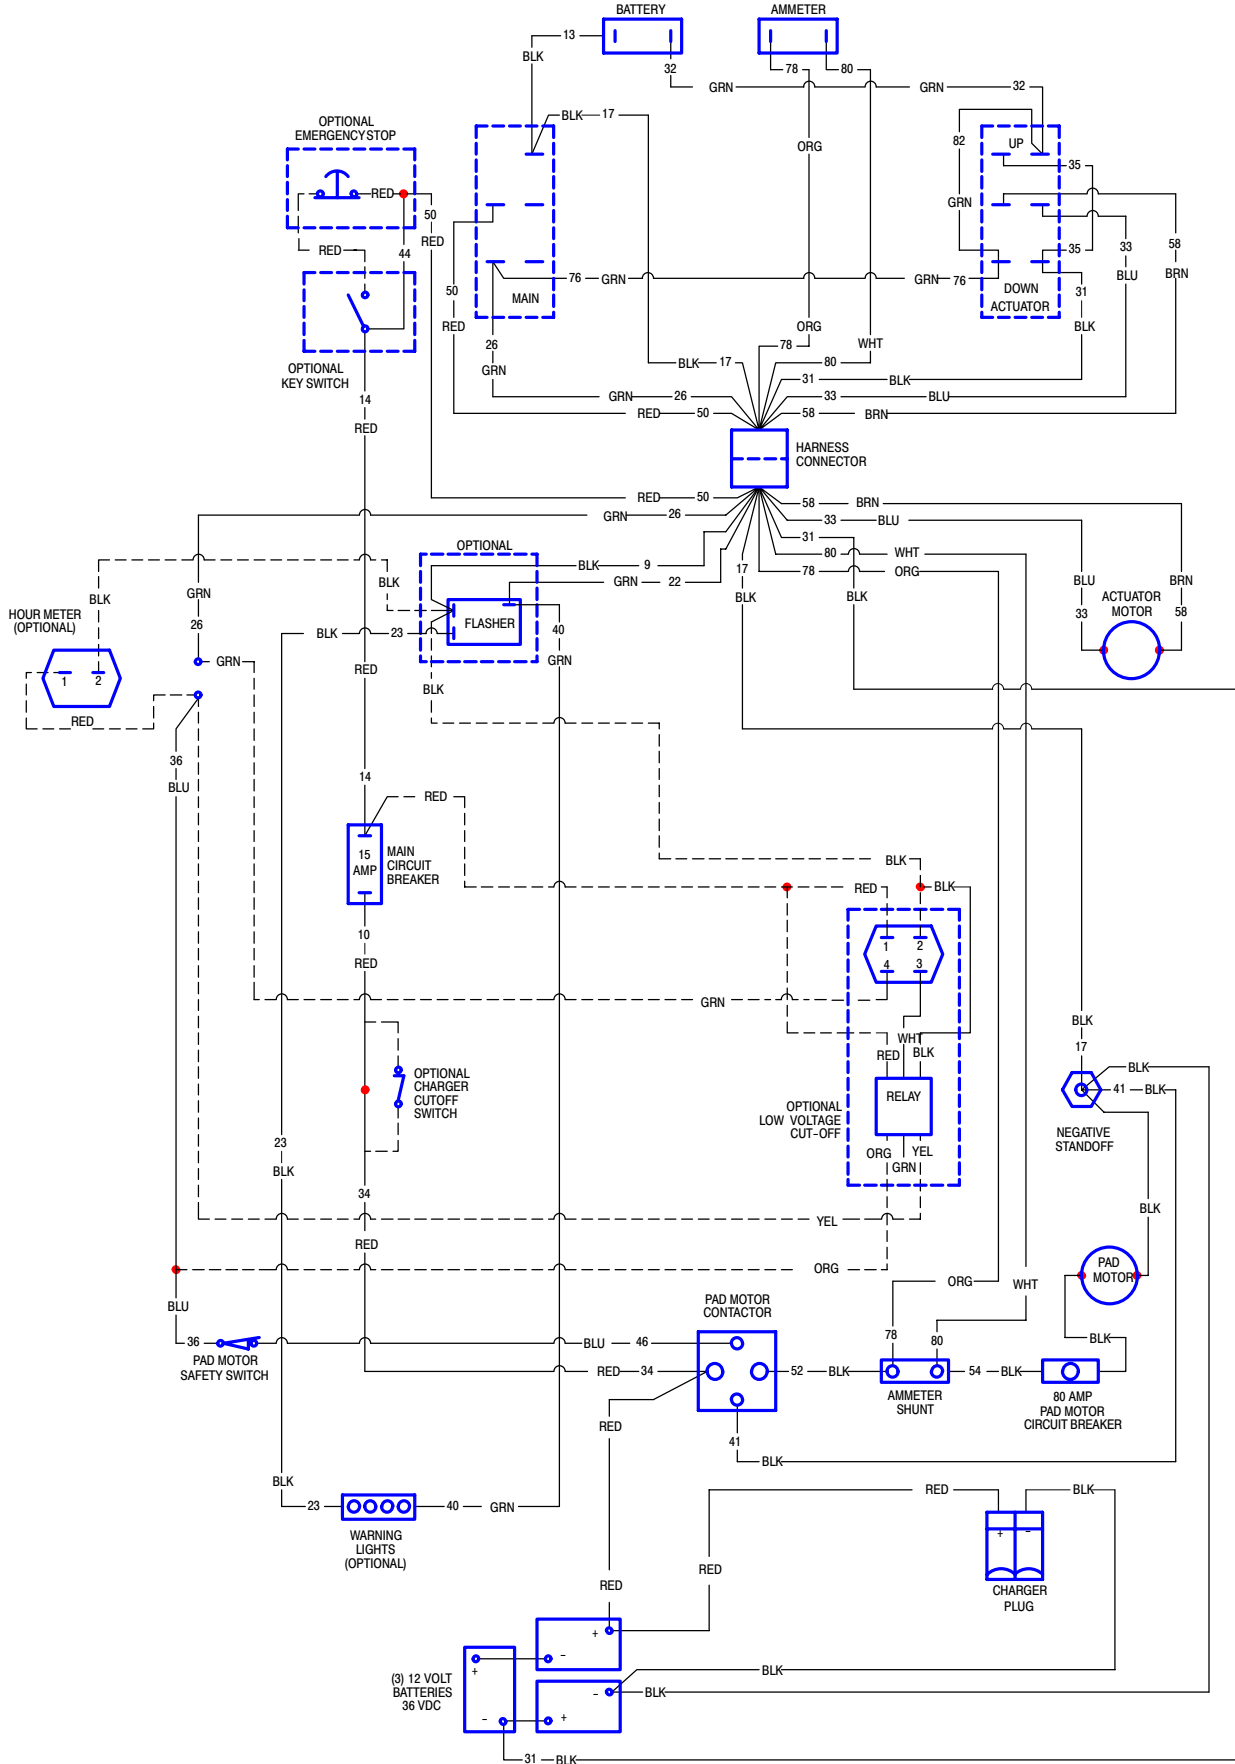 BATTERY
AMMETER
13
BLK
32
78
80
GRN
GRN
32
OPTIONAL
EMERGENCY STOP
BLK
17
UP
82
ORG
35
RED
50
RED
GRN
RED
44
35
33
BLU
58
BRN
76
GRN
GRN
76
50
MAIN
DOWN
ACTUATOR
31
RED
BLK
ORG
26
GRN
78
WHT
OPTIONAL
KEY SWITCH
BLK
17
80
31
BLK
14
GRN
26
33
BLU
RED
50
58
BRN
RED
HARNESS
CONNECTOR
RED
50
58
BRN
GRN
26
33
BLU
31
OPTIONAL
80
WHT
BLK
9
78
ORG
BLK
GRN
22
17
BLK
BLK
BLK
GRN
BLU
BRN
HOUR METER
(OPTIONAL)
ACTUATOR
MOTOR
33
58
26
FLASHER
BLK
23
40
GRN
GRN
RED
1
2
BLK
RED
36
BLU
14
RED
15
AMP
MAIN
CIRCUIT
BREAKER
BLK
RED
BLK
10
1
2
4
3
RED
GRN
BLK
17
WHT
RED
BLK
BLK
OPTIONAL
CHARGER
CUTOFF
SWITCH
41
BLK
RELAY
OPTIONAL
LOW VOLTAGE
CUT-OFF
NEGATIVE
STANDOFF
23
BLK
ORG
YEL
GRN
34
BLK
YEL
RED
PAD
MOTOR
ORG
ORG
WHT
BLU
PAD MOTOR
CONTACTOR
78
80
36
BLU
46
BLK
PAD MOTOR
SAFETY SWITCH
RED
34
52
BLK
54
BLK
AMMETER
SHUNT
80 AMP
PAD MOTOR
CIRCUIT BREAKER
RED
41
BLK
BLK
RED
BLK
23
40
GRN
WARNING
LIGHTS
(OPTIONAL)
+
-
RED
RED
CHARGER
PLUG
+
-
+
(3) 12 VOLT
BATTERIES
36 VDC
BLK
-
BLK
-
+
31
BLK